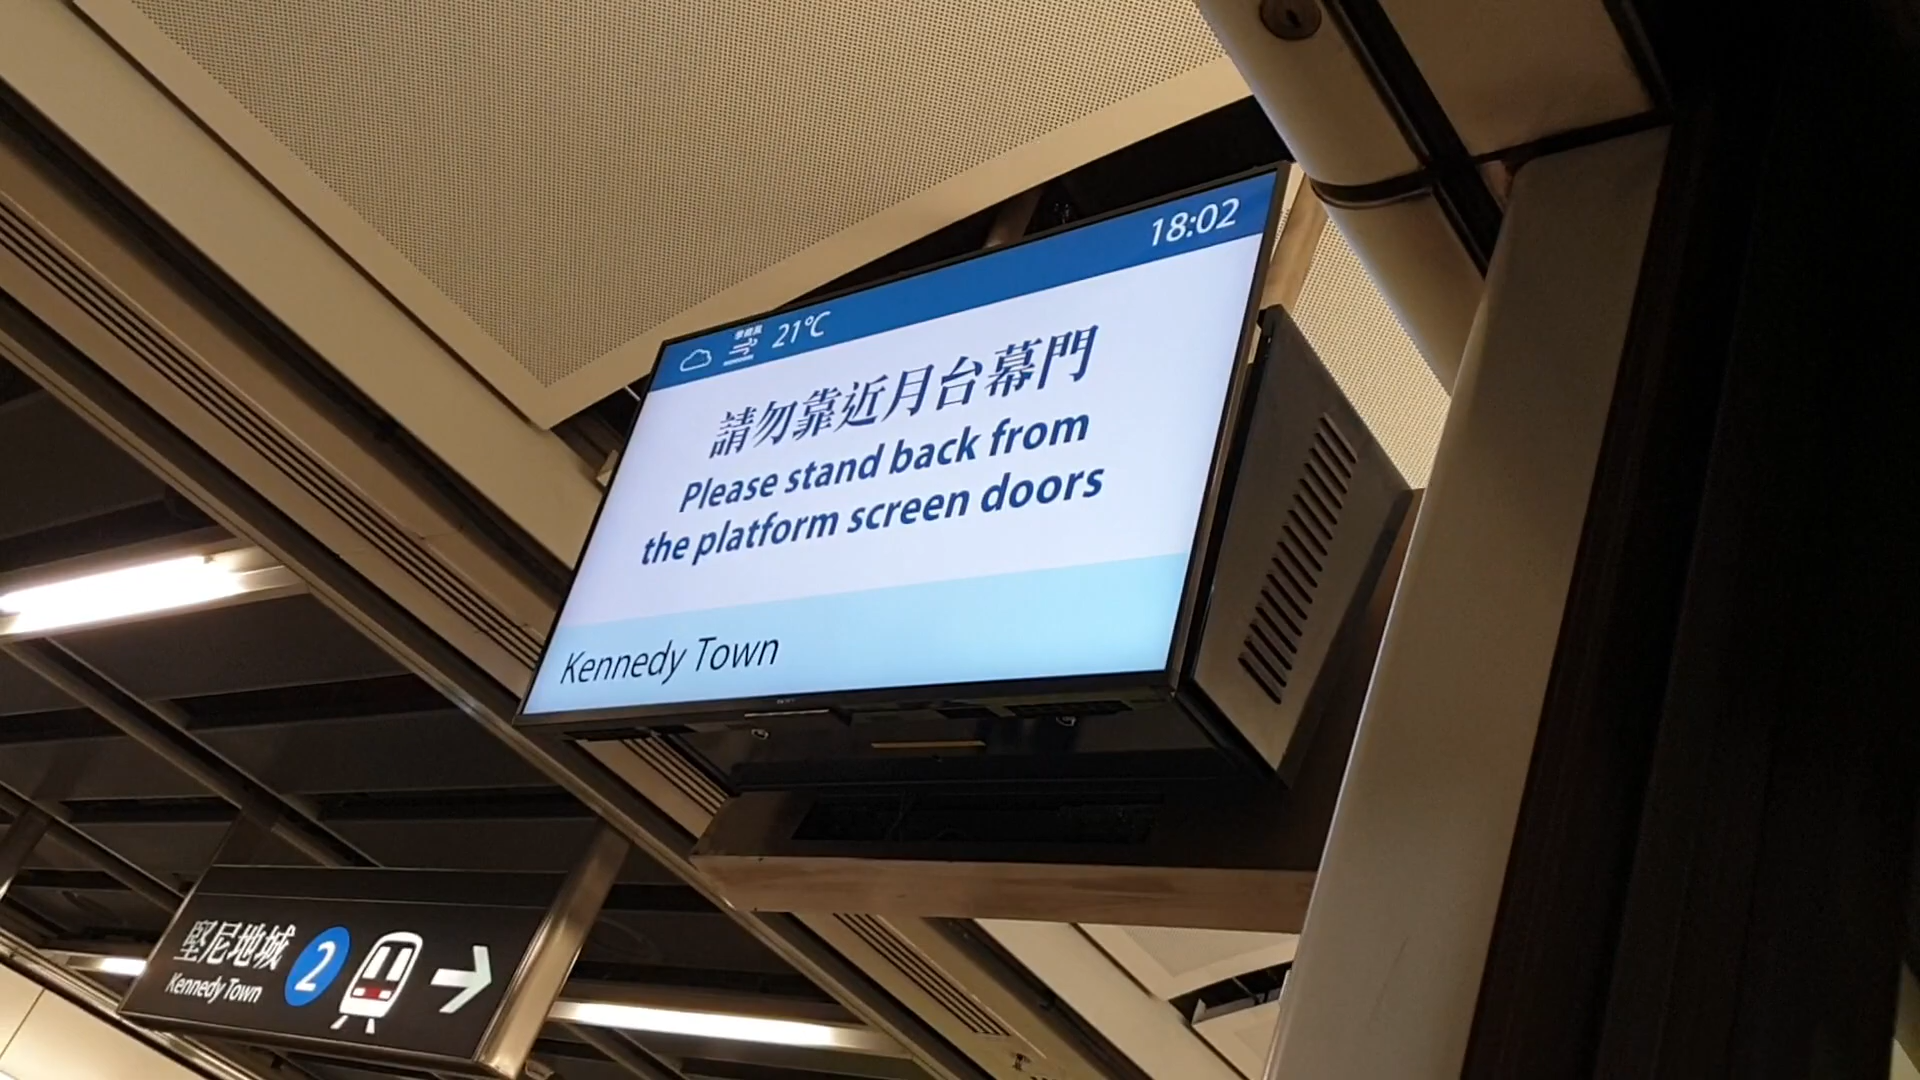 18:02
21°C
請勿靠近月台幕門
Please stand back from
the platform screen doors
Kennedy Town
堅尼地城
Kennedy Town
2